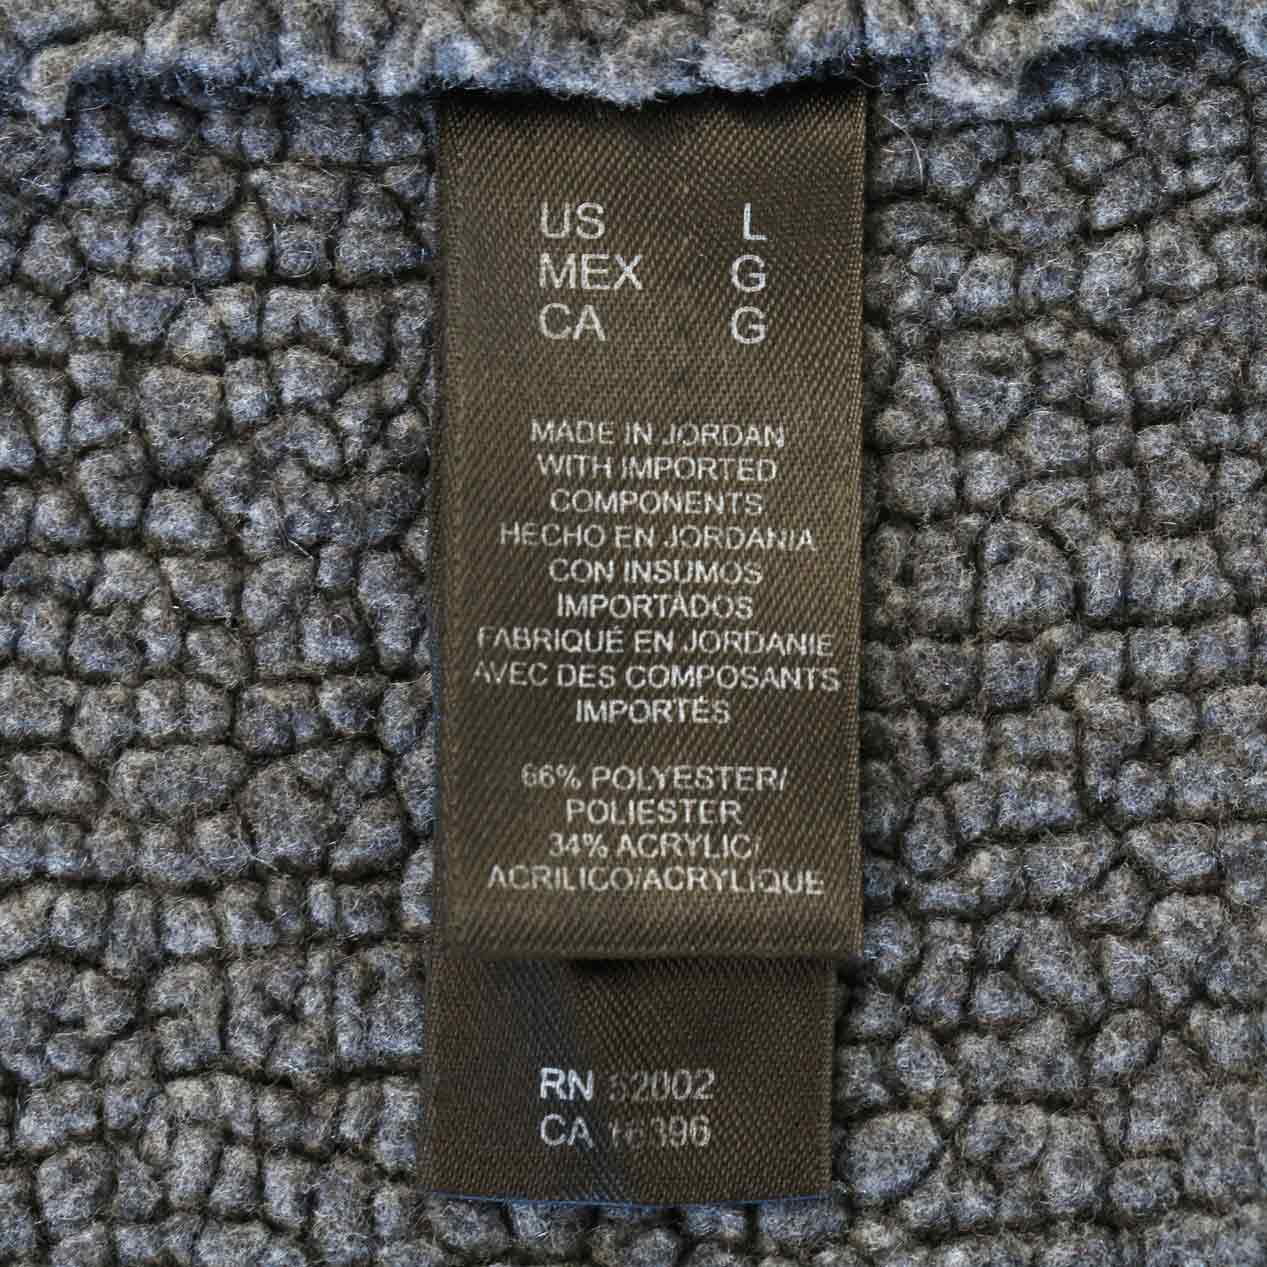 US L
MEX G
CA G
MADE IN JORDAN
WITH IMPORTED
COMPONENTS
HECHO EN JORDANIA
CON INSUMOS
IMPORTADOS
FABRIQUÉ EN JORDANIE
AVEC DES COMPOSANTS
IMPORTÉS
66% POLYESTER/
POLIESTER
34% ACRYLIC/
ACRILICO/ACRYLIQUE
RN
CA